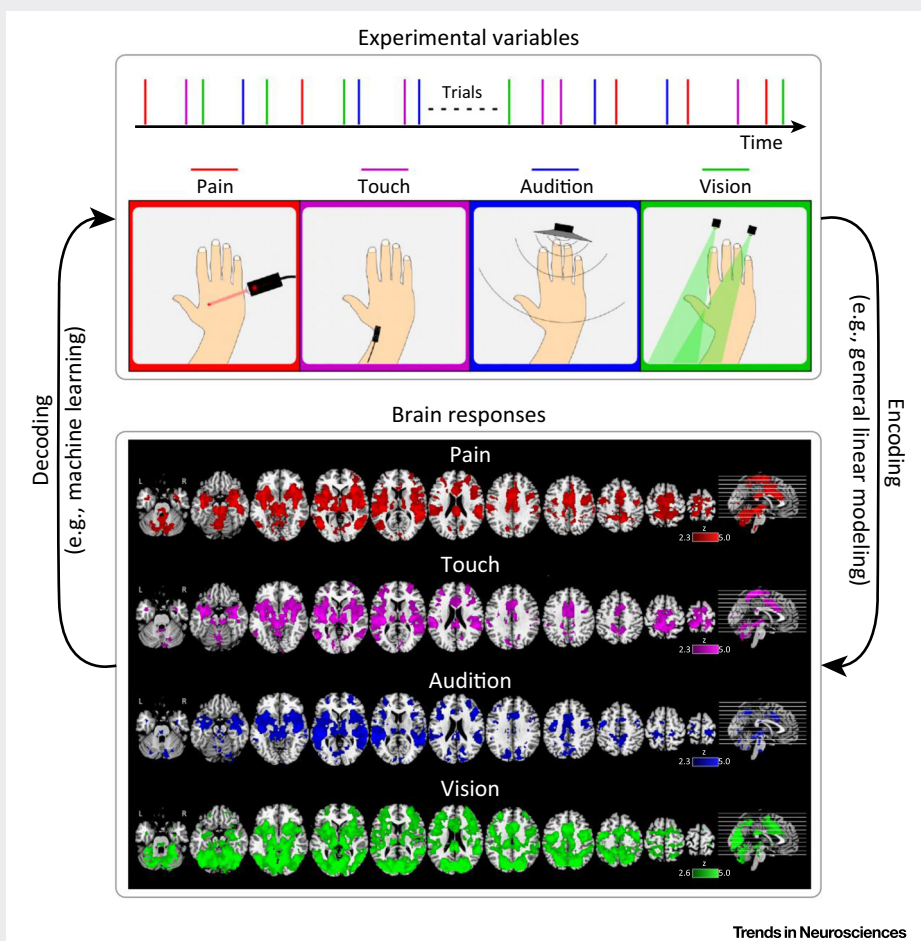 Experimental variables
Trials
Time
Pain
Touch
Audition
Vision
Decoding
(e.g., machine learning)
Encoding
(e.g., general linear modeling)
Brain responses
Pain
L R
z
2.3 5.0
Touch
L R
z
2.3 5.0
Audition
L R
z
2.3 5.0
Vision
L R
z
2.6 5.0
Trends in Neurosciences